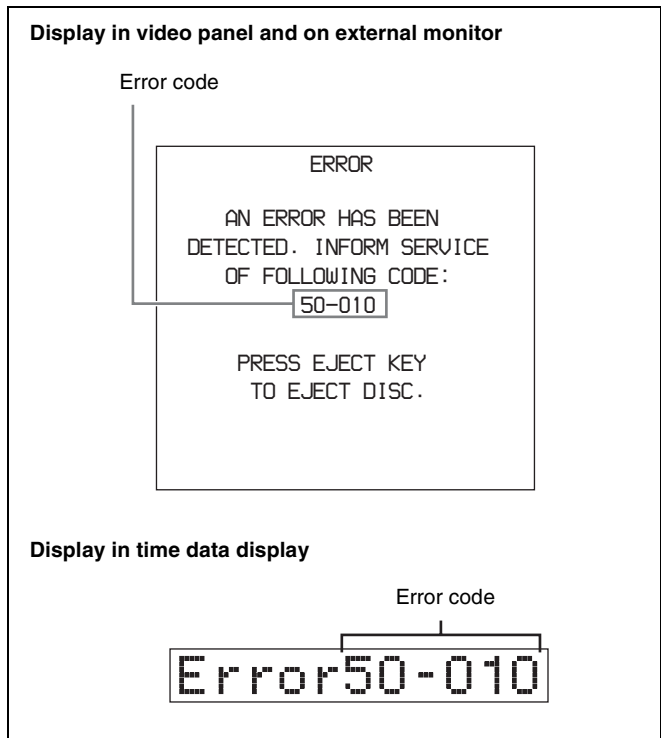 Display in video panel and on external monitor
Error code
ERROR
AN ERROR HAS BEEN
DETECTED. INFORM SERVICE
OF FOLLOWING CODE:
50-010
PRESS EJECT KEY
TO EJECT DISC.
Display in time data display
Error code
Error50-010